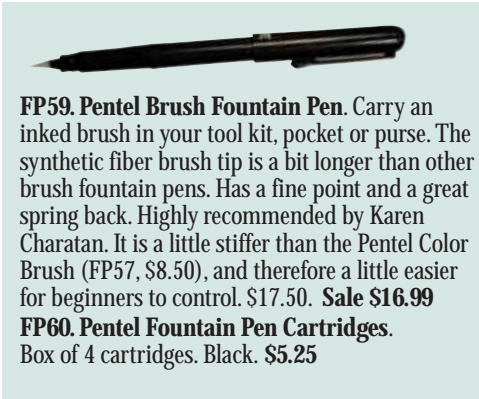 FP59. Pentel Brush Fountain Pen. Carry an
inked brush in your tool kit, pocket or purse. The
synthetic fiber brush tip is a bit longer than other
brush fountain pens. Has a fine point and a great
spring back. Highly recommended by Karen
Charatan. It is a little stiffer than the Pentel Color
Brush (FP57, $8.50), and therefore a little easier
for beginners to control. $17.50. Sale $16.99
FP60. Pentel Fountain Pen Cartridges.
Box of 4 cartridges. Black. $5.25